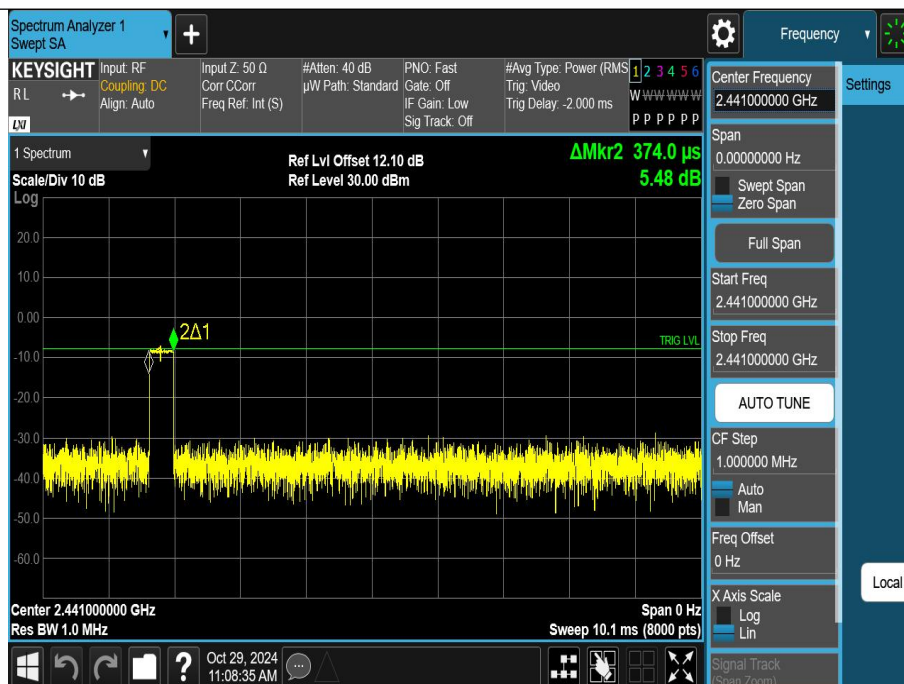 Spectrum Analyzer 1
Swept SA
Frequency
KEYSIGHT
RL
LXI
Input: RF
Coupling: DC
Align: Auto
Input Z: 50 Ω
Corr CCorr
Freq Ref: Int (S)
#Atten: 40 dB
µW Path: Standard
PNO: Fast
Gate: Off
IF Gain: Low
Sig Track: Off
#Avg Type: Power (RMS
Trig: Video
Trig Delay: -2.000 ms
1 2 3 4 5 6
W W W W W W
P P P P P P
Center Frequency
2.441000000 GHz
Settings
Span
0.00000000 Hz
Swept Span
Zero Span
Full Span
Start Freq
2.441000000 GHz
Stop Freq
2.441000000 GHz
AUTO TUNE
CF Step
1.000000 MHz
Auto
Man
Freq Offset
0 Hz
X Axis Scale
Log
Lin
Signal Track
(Span Zoom)
Local
1 Spectrum
Scale/Div 10 dB
Log
Ref Lvl Offset 12.10 dB
Ref Level 30.00 dBm
ΔMkr2 374.0 µs
5.48 dB
20.0
10.0
0.00
-10.0
-20.0
-30.0
-40.0
-50.0
-60.0
2Δ1
1
TRIG LVL
Center 2.441000000 GHz
Res BW 1.0 MHz
Span 0 Hz
Sweep 10.1 ms (8000 pts)
?
Oct 29, 2024
11:08:35 AM